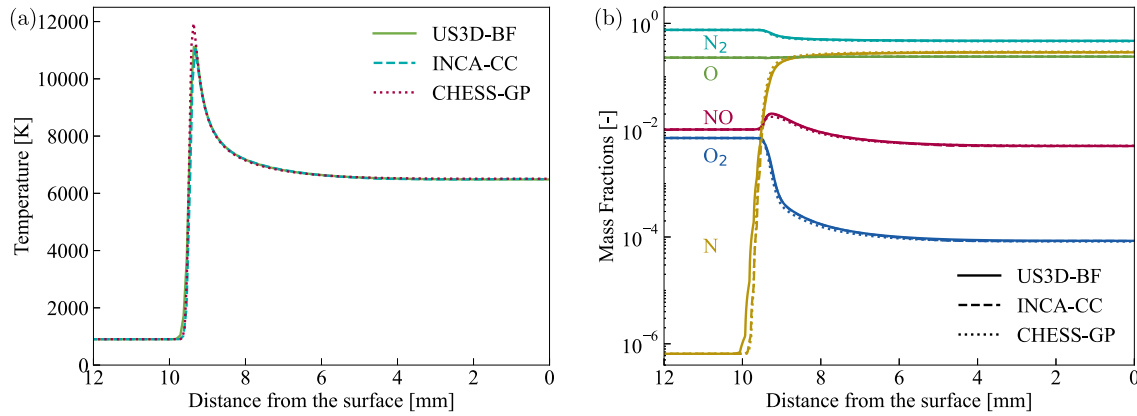 (a)
12000
10000
8000
6000
4000
2000
0
Temperature [K]
US3D-BF
INCA-CC
CHESS-GP
12 10 8 6 4 2 0
Distance from the surface [mm]
(b)
10⁰
10⁻²
10⁻⁴
10⁻⁶
Mass Fractions [-]
N₂
O
NO
O₂
N
US3D-BF
INCA-CC
CHESS-GP
12 10 8 6 4 2 0
Distance from the surface [mm]